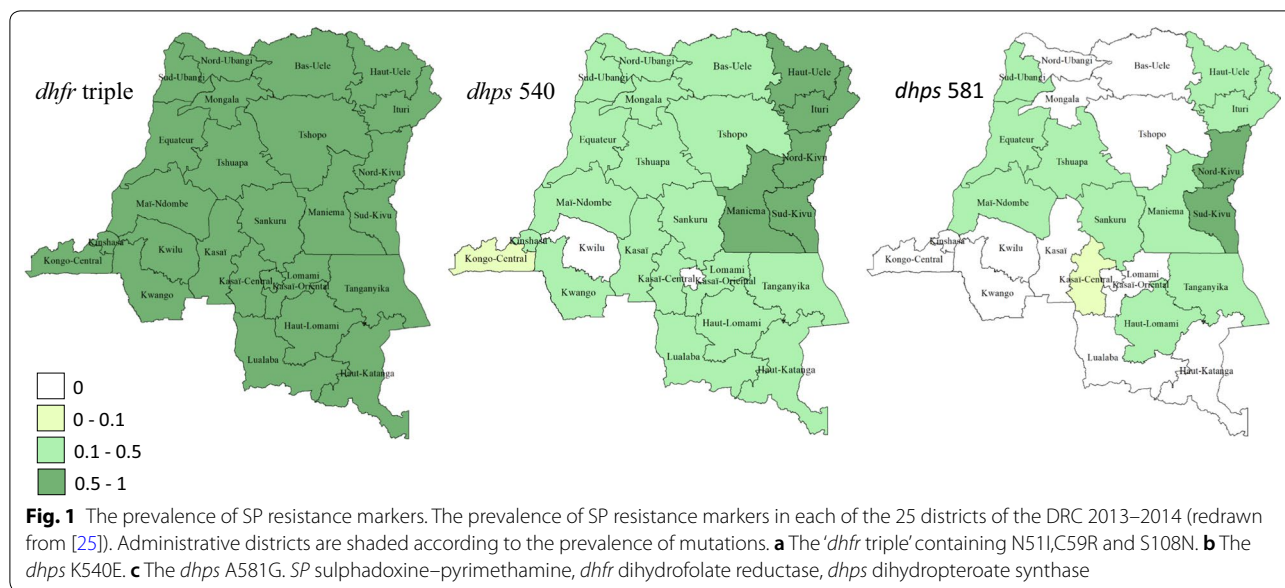 dhfr triple
Nord-Ubangi
Sud-Ubangi
Bas-Uele
Haut-Uele
Mongala
Ituri
Equateur
Tshopo
Tshuapa
Nord-Kivu
Maï-Ndombe
Sankuru
Maniema
Sud-Kivu
Kinshasa
Kongo-Central
Kwilu
Kasaï
Lomami
Kasaï-Central
Kasaï-Oriental
Kwango
Tanganyika
Haut-Lomami
Lualaba
Haut-Katanga
dhps 540
Nord-Ubangi
Sud-Ubangi
Bas-Uele
Haut-Uele
Mongala
Ituri
Equateur
Tshopo
Tshuapa
Nord-Kivu
Maï-Ndombe
Sankuru
Maniema
Sud-Kivu
Kinshasa
Kongo-Central
Kwilu
Kasaï
Lomami
Kasaï-Central
Kasaï-Oriental
Kwango
Tanganyika
Haut-Lomami
Lualaba
Haut-Katanga
dhps 581
Nord-Ubangi
Sud-Ubangi
Bas-Uele
Haut-Uele
Mongala
Ituri
Equateur
Tshopo
Tshuapa
Nord-Kivu
Maï-Ndombe
Sankuru
Maniema
Sud-Kivu
Kinshasa
Kongo-Central
Kwilu
Kasaï
Lomami
Kasaï-Central
Kasaï-Oriental
Kwango
Tanganyika
Haut-Lomami
Lualaba
Haut-Katanga
0
0 - 0.1
0.1 - 0.5
0.5 - 1
Fig. 1 The prevalence of SP resistance markers. The prevalence of SP resistance markers in each of the 25 districts of the DRC 2013–2014 (redrawn
from [25]). Administrative districts are shaded according to the prevalence of mutations. a The 'dhfr triple' containing N51I,C59R and S108N. b The
dhps K540E. c The dhps A581G. SP sulphadoxine–pyrimethamine, dhfr dihydrofolate reductase, dhps dihydropteroate synthase